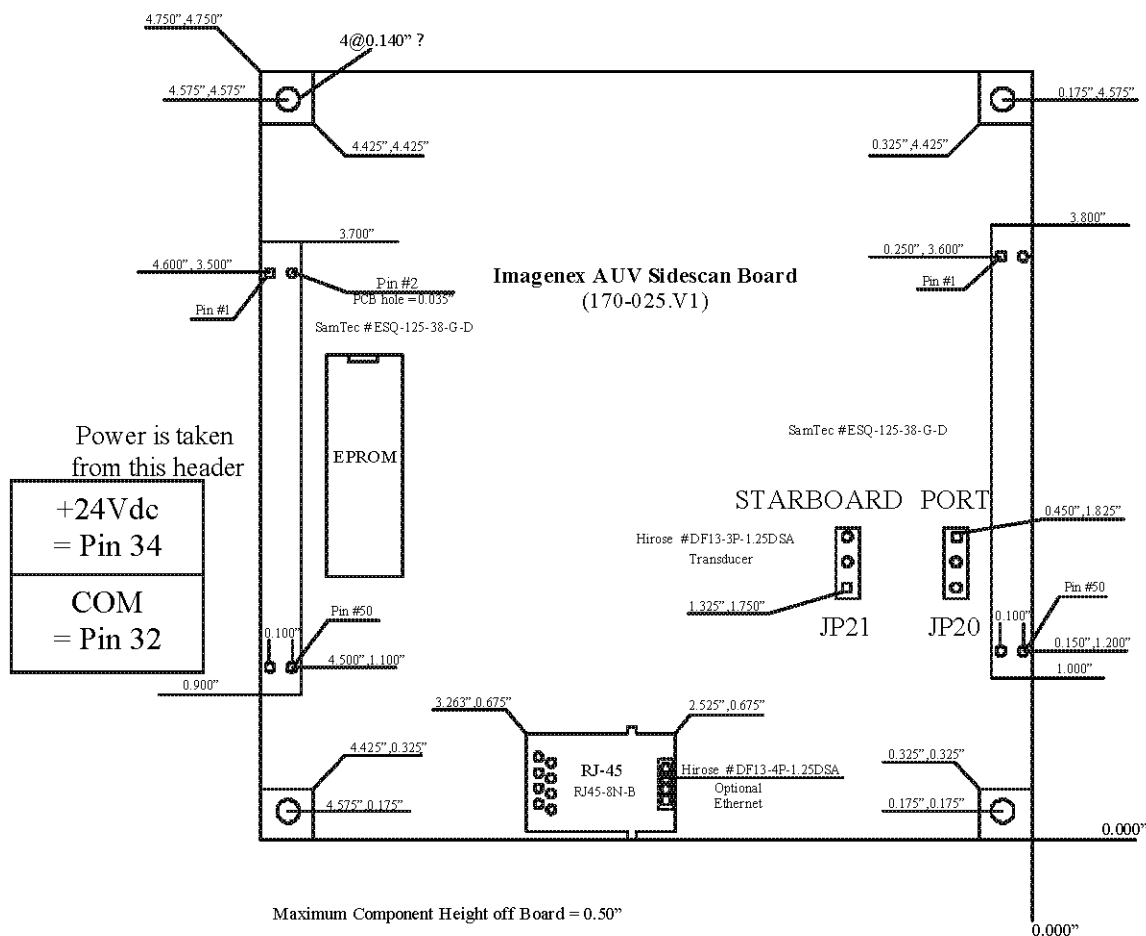 4.750”,4.750”
4@0.140” ?
4.575”,4.575”
0.175”,4.575”
4.425”,4.425”
0.325”,4.425”
3.700”
3.800”
4.600”, 3.500”
0.250”, 3.600”
Pin #1
Pin #2
PCB hole = 0.035”
Imagenex AUV Sidescan Board
(170-025.V1)
Pin #1
SamTec #ESQ-125-38-G-D
Power is taken
from this header
EPROM
SamTec #ESQ-125-38-G-D
+24Vdc
= Pin 34
COM
= Pin 32
STARBOARD PORT
0.450”,1.825”
Hirose #DF13-3P-1.25DSA
Transducer
1.325”,1.750”
JP21
JP20
Pin #50
Pin #50
0.100”
0.100”
4.500”,1.100”
0.150”,1.200”
0.900”
1.000”
3.263”,0.675”
2.525”,0.675”
4.425”,0.325”
0.325”,0.325”
RJ-45
RJ45-8N-B
Hirose #DF13-4P-1.25DSA
Optional
Ethernet
4.575”,0.175”
0.175”,0.175”
0.000”
Maximum Component Height off Board = 0.50”
0.000”